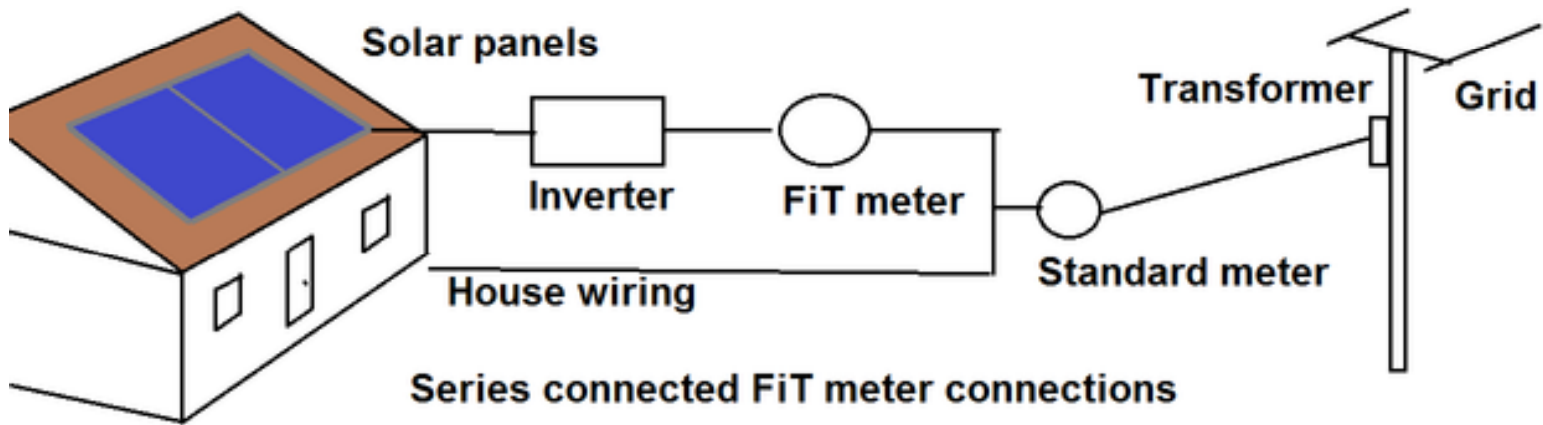 Solar panels
Transformer
Grid
Inverter
FiT meter
Standard meter
House wiring
Series connected FiT meter connections